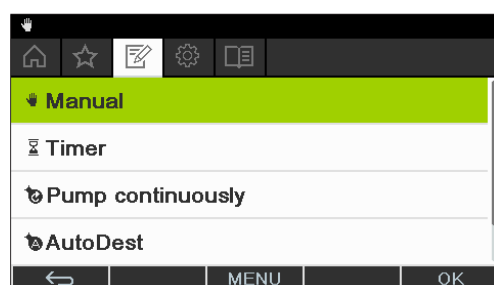 Manual
Timer
Pump continuously
AutoDest
MENU OK